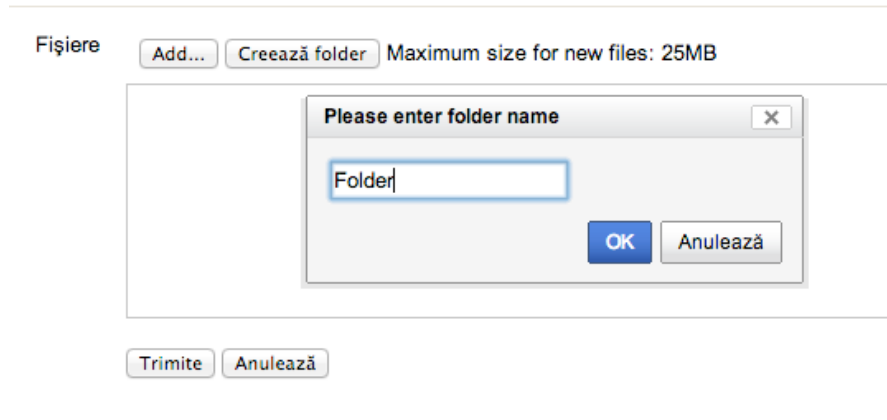 Fişiere Add... Creează folder Maximum size for new files: 25MB
Please enter folder name
Folder
OK Anulează
Trimite Anulează